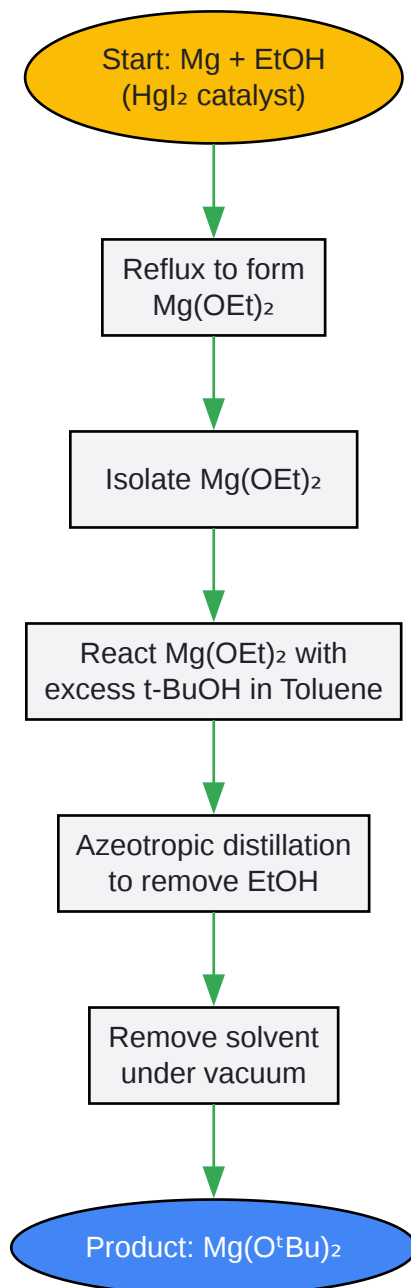 Start: Mg + EtOH
(HgI₂ catalyst)
Reflux to form
Mg(OEt)₂
Isolate Mg(OEt)₂
React Mg(OEt)₂ with
excess t-BuOH in Toluene
Azeotropic distillation
to remove EtOH
Remove solvent
under vacuum
Product: Mg(OᵗBu)₂